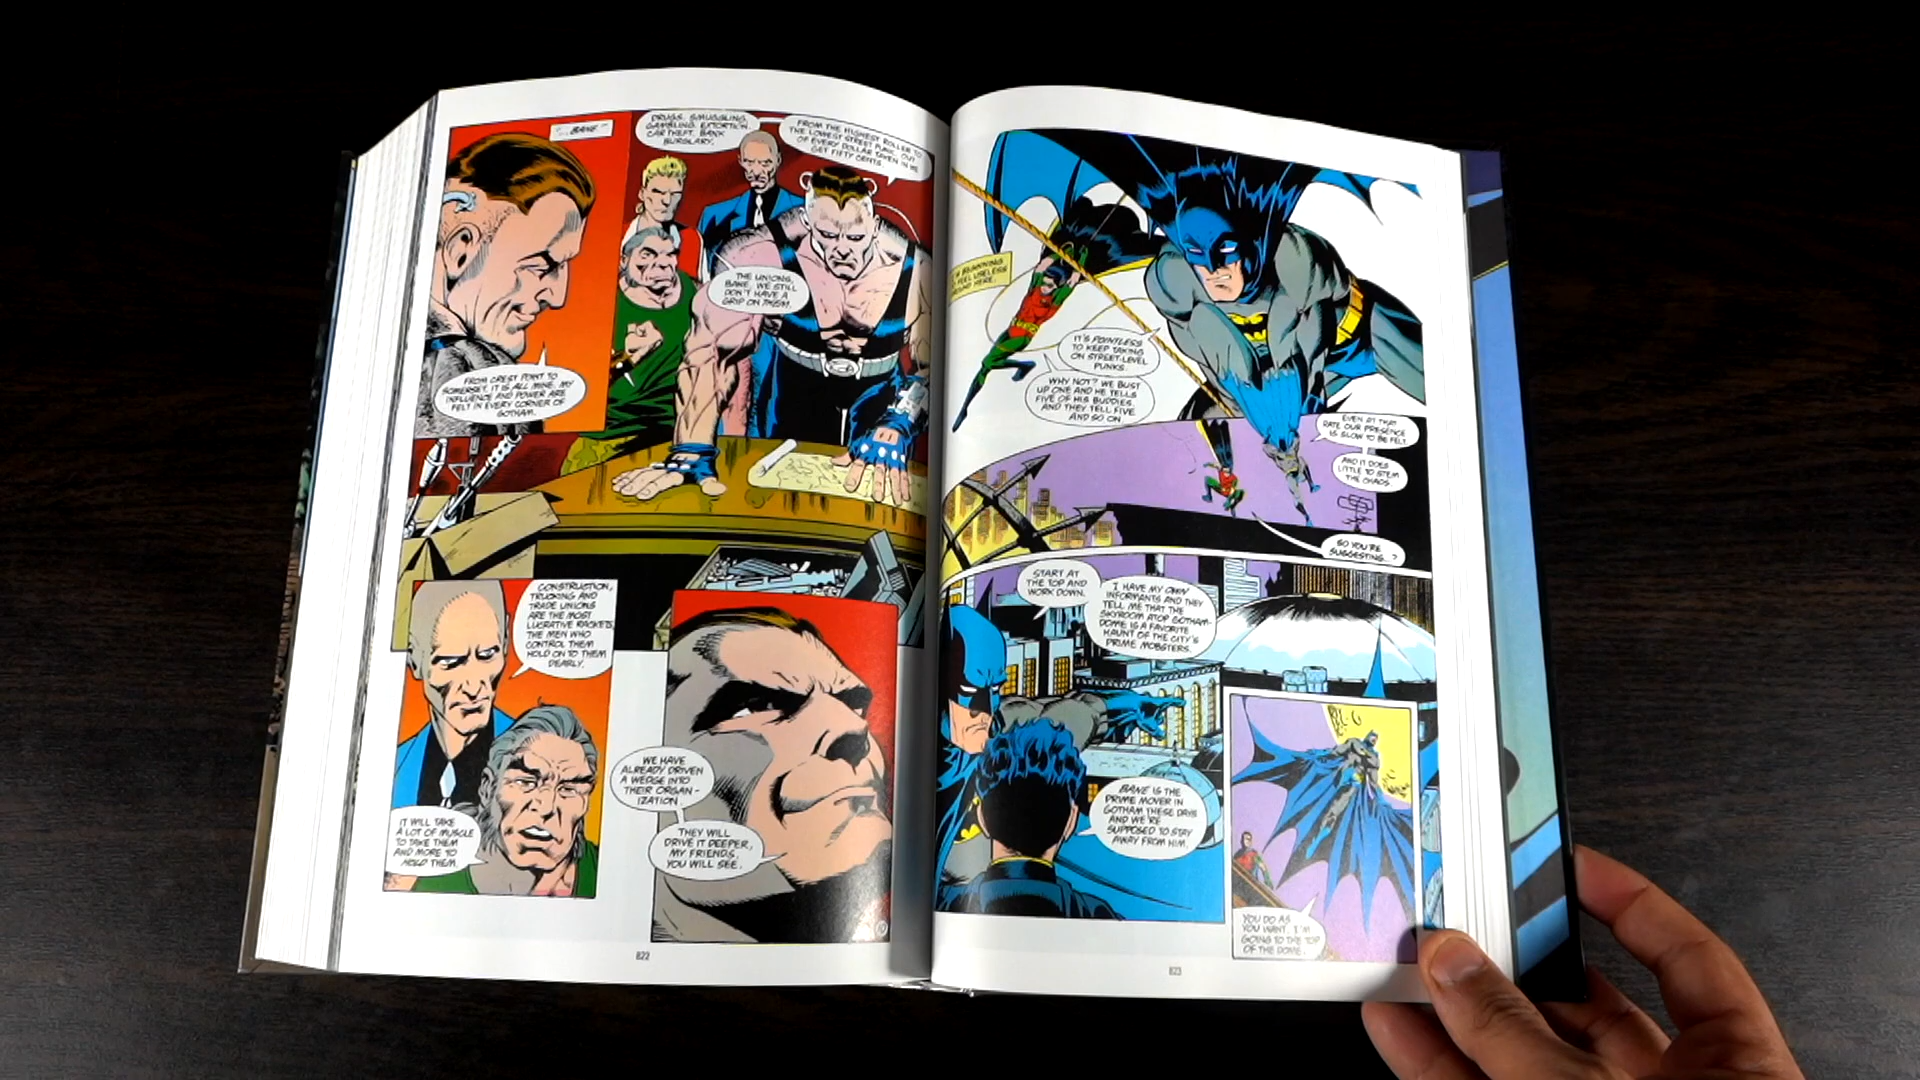 "...BANE."
FROM CREST POINT TO
SOMERSET, IT IS ALL MINE. MY
INFLUENCE AND POWER ARE
FELT IN EVERY CORNER OF
GOTHAM.
DRUGS. SMUGGLING.
GAMBLING. EXTORTION.
CAR THEFT. BANK
BURGLARY.
FROM THE HIGHEST ROLLER TO
THE LOWEST STREET PUNK. OUT
OF EVERY DOLLAR TAKEN IN WE
GET FIFTY CENTS.
THE UNIONS,
BANE. WE STILL
DON'T HAVE A
GRIP ON THEM.
CONSTRUCTION,
TRUCKING AND
TRADE UNIONS
ARE THE MOST
LUCRATIVE RACKETS.
THE MEN WHO
CONTROL THEM
HOLD ON TO THEM
DEARLY.
IT WILL TAKE
A LOT OF MUSCLE
TO TAKE THEM
AND MORE TO
HOLD THEM.
WE HAVE
ALREADY DRIVEN
A WEDGE INTO
THEIR ORGAN-
IZATION.
THEY WILL
DRIVE IT DEEPER,
MY FRIENDS.
YOU WILL SEE.
822
BEGINNING
FEEL USELESS
HERE.
IT'S POINTLESS
TO KEEP TAKING
ON STREET-LEVEL
PUNKS.
WHY NOT? WE BUST
UP ONE AND HE TELLS
FIVE OF HIS BUDDIES.
AND THEY TELL FIVE
AND SO ON.
EVEN AT THAT
RATE OUR PRESENCE
IS SLOW TO BE FELT.
AND IT DOES
LITTLE TO STEM
THE CHAOS.
SO YOU'RE
SUGGESTING...?
START AT
THE TOP AND
WORK DOWN.
I HAVE MY OWN
INFORMANTS AND THEY
TELL ME THAT THE
SKYROOM ATOP GOTHAM-
DOME IS A FAVORITE
HAUNT OF THE CITY'S
PRIME MOBSTERS.
BANE IS THE
PRIME MOVER IN
GOTHAM THESE DAYS
AND WE'RE
SUPPOSED TO STAY
AWAY FROM HIM.
YOU DO AS
YOU WANT. I'M
GOING TO THE TOP
OF THE DOME.
823